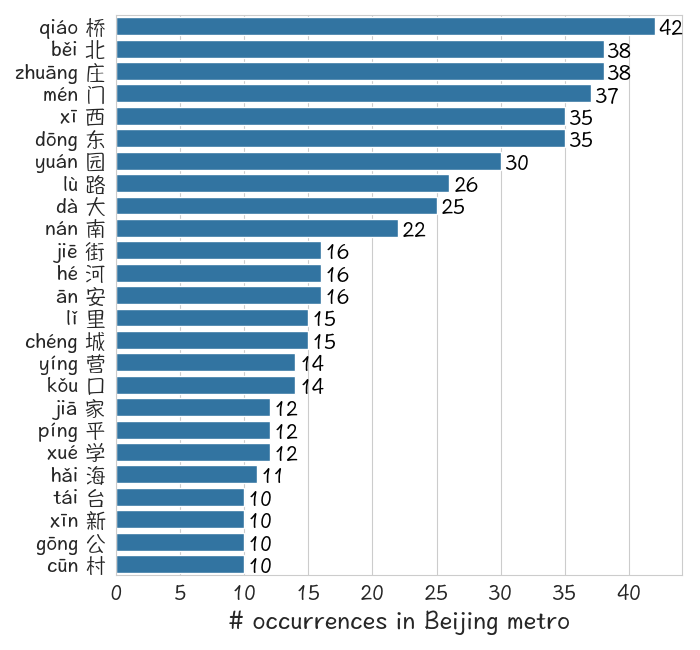 qiáo 桥 42
běi 北 38
zhuāng 庄 38
mén 门 37
xī 西 35
dōng 东 35
yuán 园 30
lù 路 26
dà 大 25
nán 南 22
jiē 街 16
hé 河 16
ān 安 16
lǐ 里 15
chéng 城 15
yíng 营 14
kǒu 口 14
jiā 家 12
píng 平 12
xué 学 12
hǎi 海 11
tái 台 10
xīn 新 10
gōng 公 10
cūn 村 10
0 5 10 15 20 25 30 35 40
# occurrences in Beijing metro